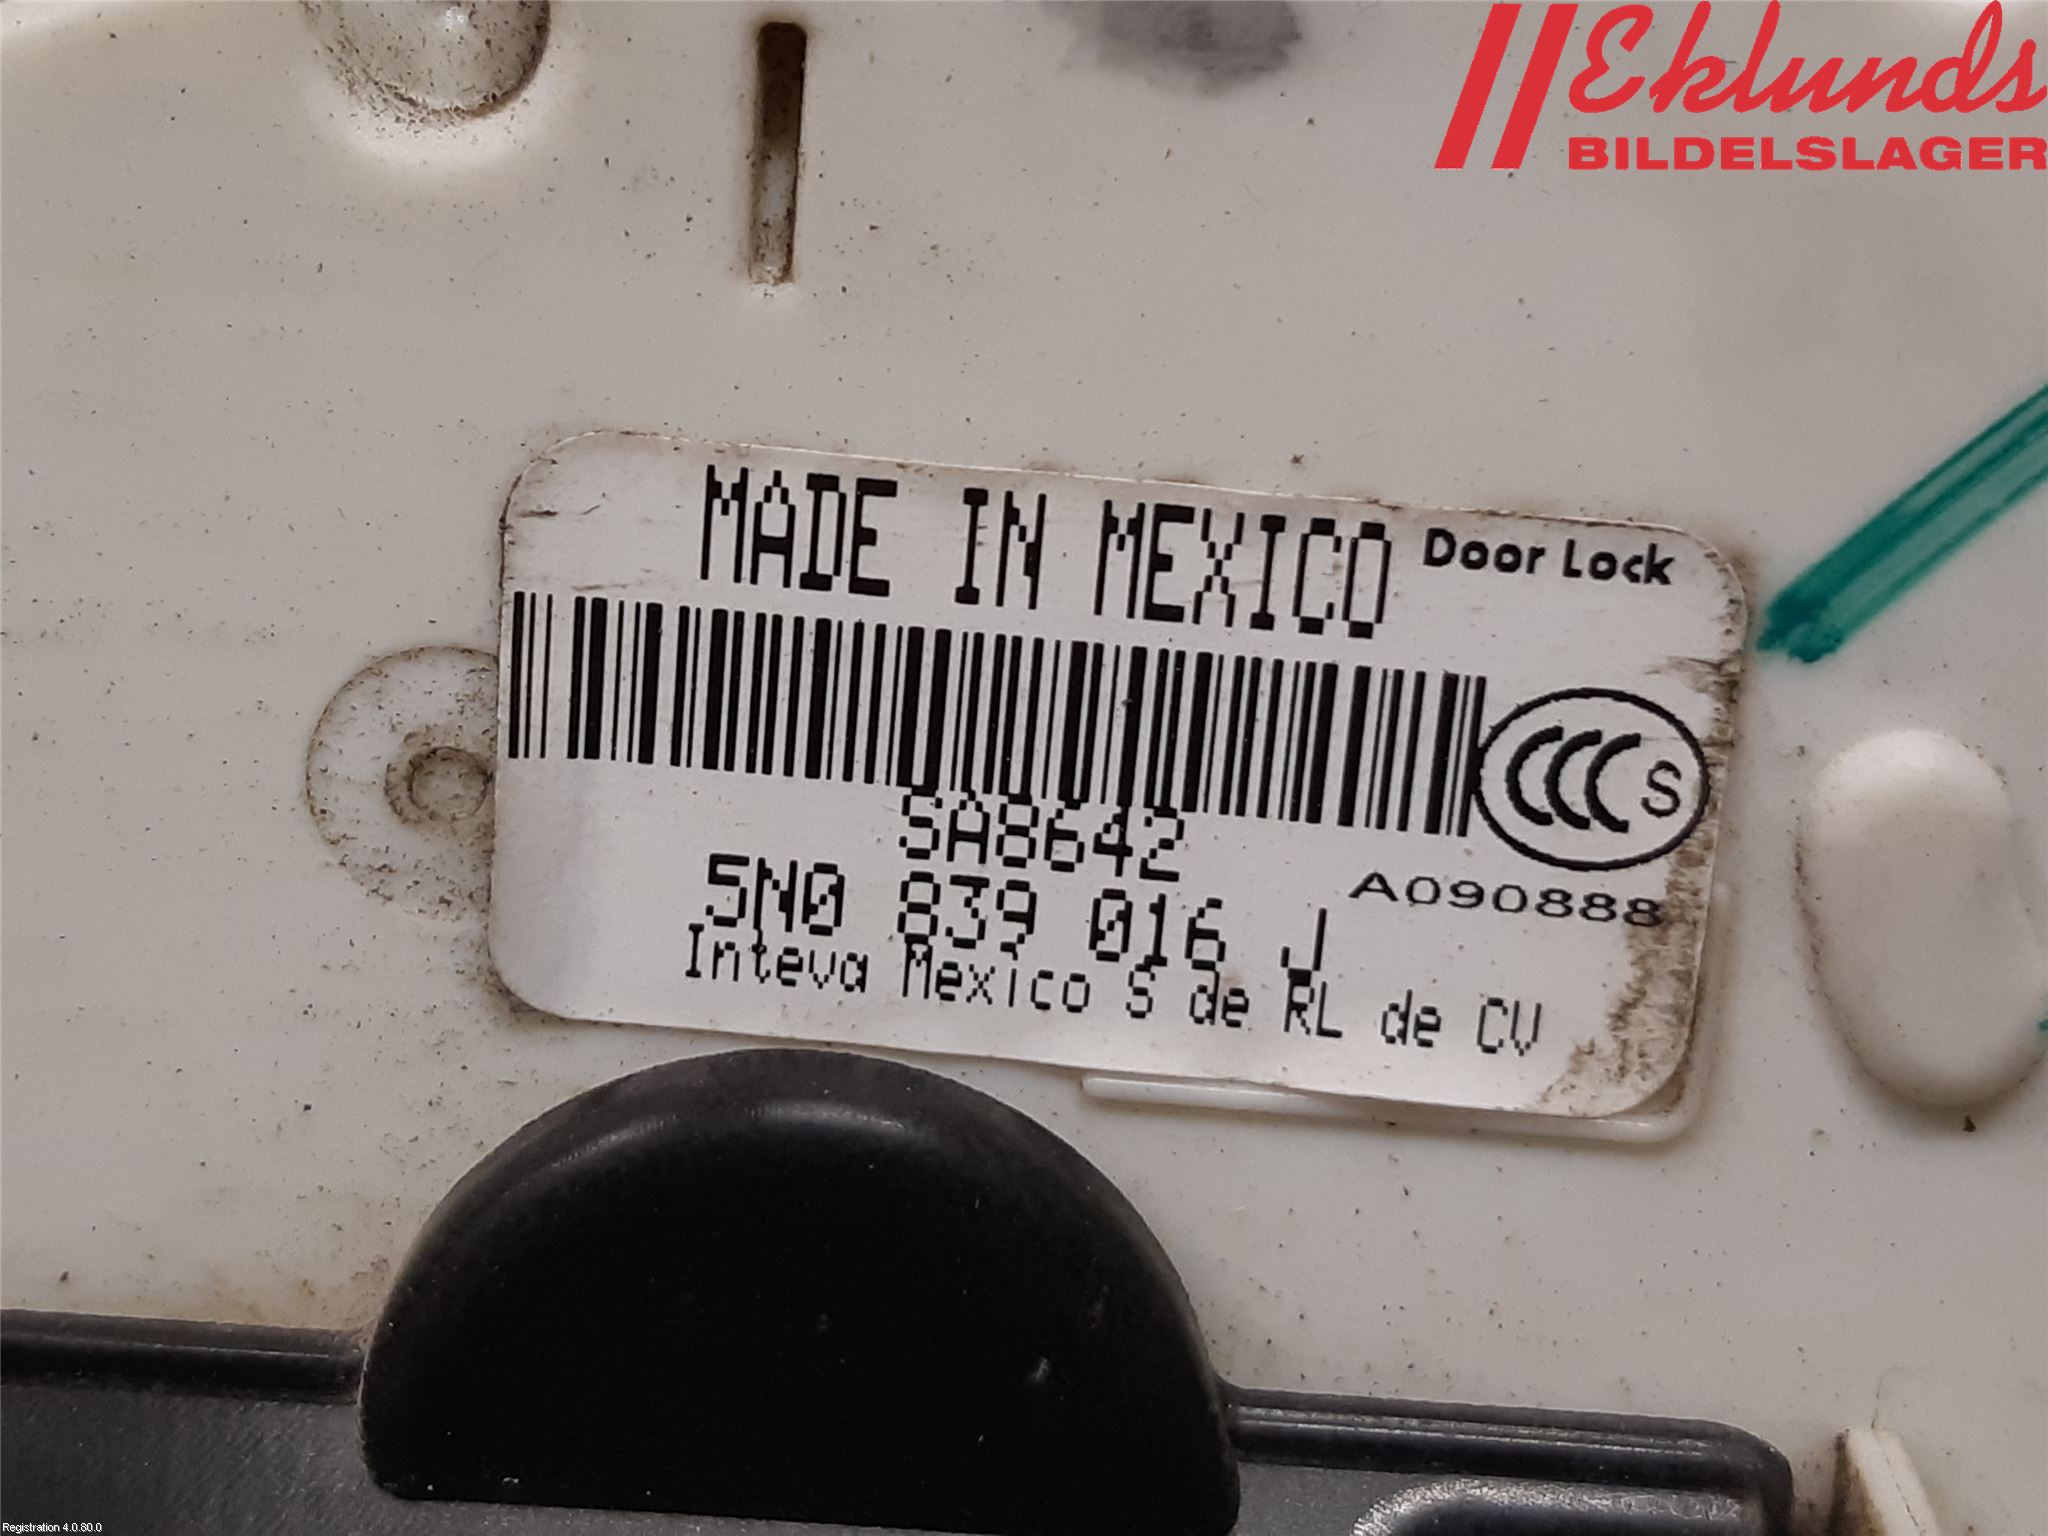 Eklunds
BILDELSLAGER
MADE IN MEXICO Door Lock
CCC S
SA8642
A090888
5N0 839 016 J
Inteva Mexico S de RL de CV
Registration 4.0.80.0